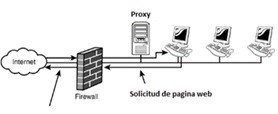 Proxy
Internet
Firewall
Solicitud de pagina web